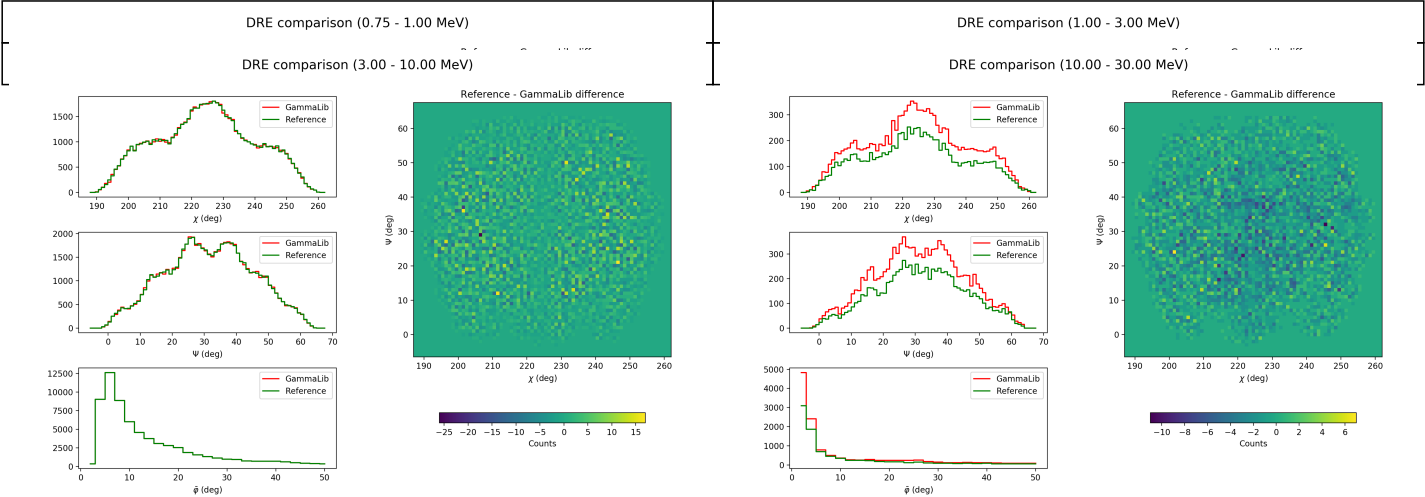 DRE comparison (0.75 - 1.00 MeV)
DRE comparison (1.00 - 3.00 MeV)
DRE comparison (3.00 - 10.00 MeV)
GammaLib
Reference
1500
1000
500
0
190 200 210 220 230 240 250 260
χ (deg)
GammaLib
Reference
2000
1500
1000
500
0
0 10 20 30 40 50 60 70
Ψ (deg)
GammaLib
Reference
12500
10000
7500
5000
2500
0
0 10 20 30 40 50
φ̄ (deg)
Reference - GammaLib difference
60
50
40
30
20
10
0
Ψ (deg)
190 200 210 220 230 240 250 260
χ (deg)
−25 −20 −15 −10 −5 0 5 10 15
Counts
DRE comparison (10.00 - 30.00 MeV)
GammaLib
Reference
300
200
100
0
190 200 210 220 230 240 250 260
χ (deg)
GammaLib
Reference
300
200
100
0
0 10 20 30 40 50 60 70
Ψ (deg)
GammaLib
Reference
5000
4000
3000
2000
1000
0
0 10 20 30 40 50
φ̄ (deg)
Reference - GammaLib difference
60
50
40
30
20
10
0
Ψ (deg)
190 200 210 220 230 240 250 260
χ (deg)
−10 −8 −6 −4 −2 0 2 4 6
Counts